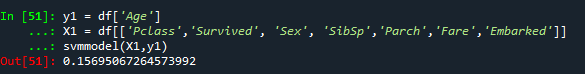 In [51]: y1 = df['Age']
    ...: X1 = df[['Pclass','Survived', 'Sex', 'SibSp','Parch','Fare','Embarked']]
    ...: svmmodel(X1,y1)
Out[51]: 0.15695067264573992